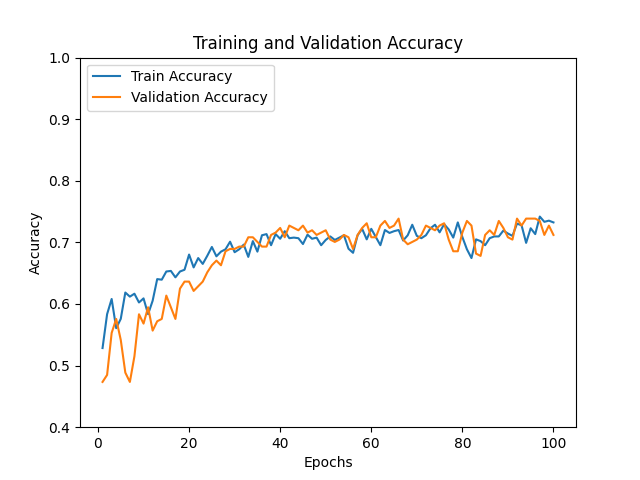 Training and Validation Accuracy
Train Accuracy
Validation Accuracy
1.0
0.9
0.8
0.7
0.6
0.5
0.4
Accuracy
0 20 40 60 80 100
Epochs